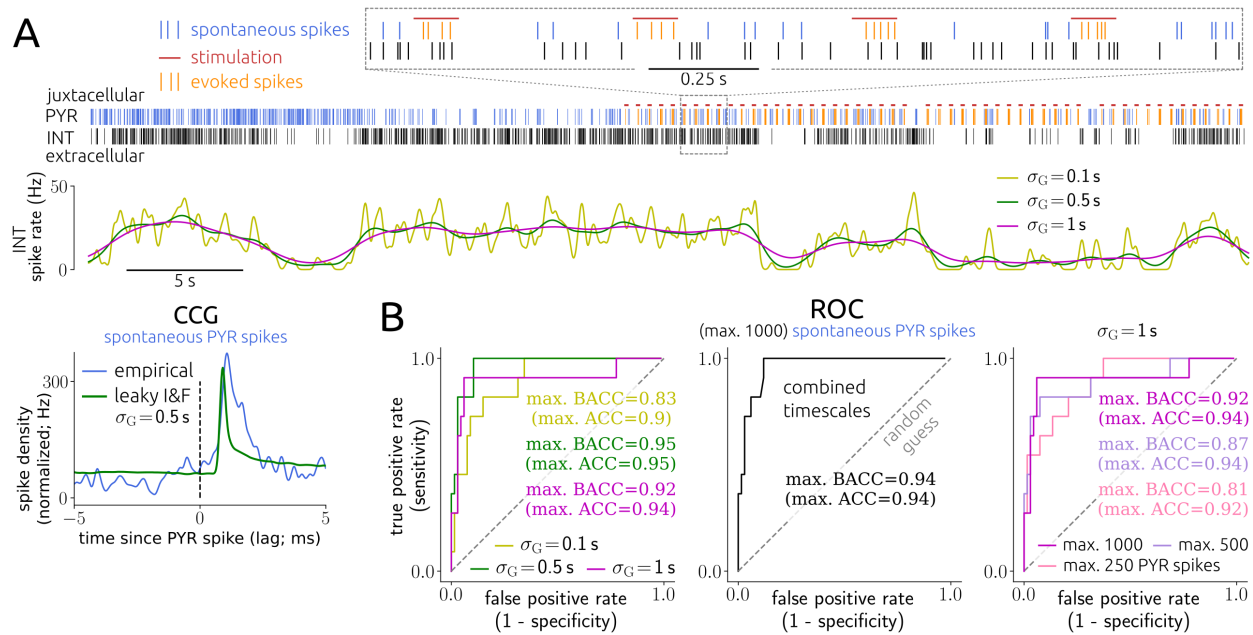 A
spontaneous spikes
stimulation
evoked spikes
0.25 s
juxtacellular
PYR
INT
extracellular
INT
spike rate (Hz)
50
0
σG = 0.1 s
σG = 0.5 s
σG = 1 s
5 s
CCG
spontaneous PYR spikes
empirical
leaky I&F
σG = 0.5 s
spike density
(normalized; Hz)
300
0
−5
0
5
time since PYR spike (lag; ms)
B
ROC
(max. 1000) spontaneous PYR spikes
σG = 1 s
true positive rate
(sensitivity)
1.0
0.0
max. BACC=0.83
(max. ACC=0.9)
max. BACC=0.95
(max. ACC=0.95)
max. BACC=0.92
(max. ACC=0.94)
σG = 0.1 s
σG = 0.5 s
σG = 1 s
0.0
1.0
false positive rate
(1 - specificity)
1.0
0.0
combined
timescales
random
guess
max. BACC=0.94
(max. ACC=0.94)
0.0
1.0
false positive rate
(1 - specificity)
1.0
0.0
max. BACC=0.92
(max. ACC=0.94)
max. BACC=0.87
(max. ACC=0.94)
max. BACC=0.81
(max. ACC=0.92)
max. 1000
max. 500
max. 250 PYR spikes
0.0
1.0
false positive rate
(1 - specificity)